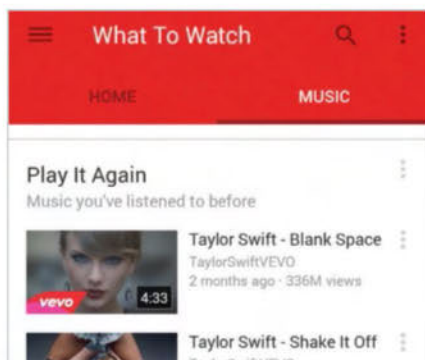 What To Watch
HOME
MUSIC
Play It Again
Music you've listened to before
Taylor Swift - Blank Space
TaylorSwiftVEVO
2 months ago · 336M views
vevo
4:33
Taylor Swift - Shake It Off